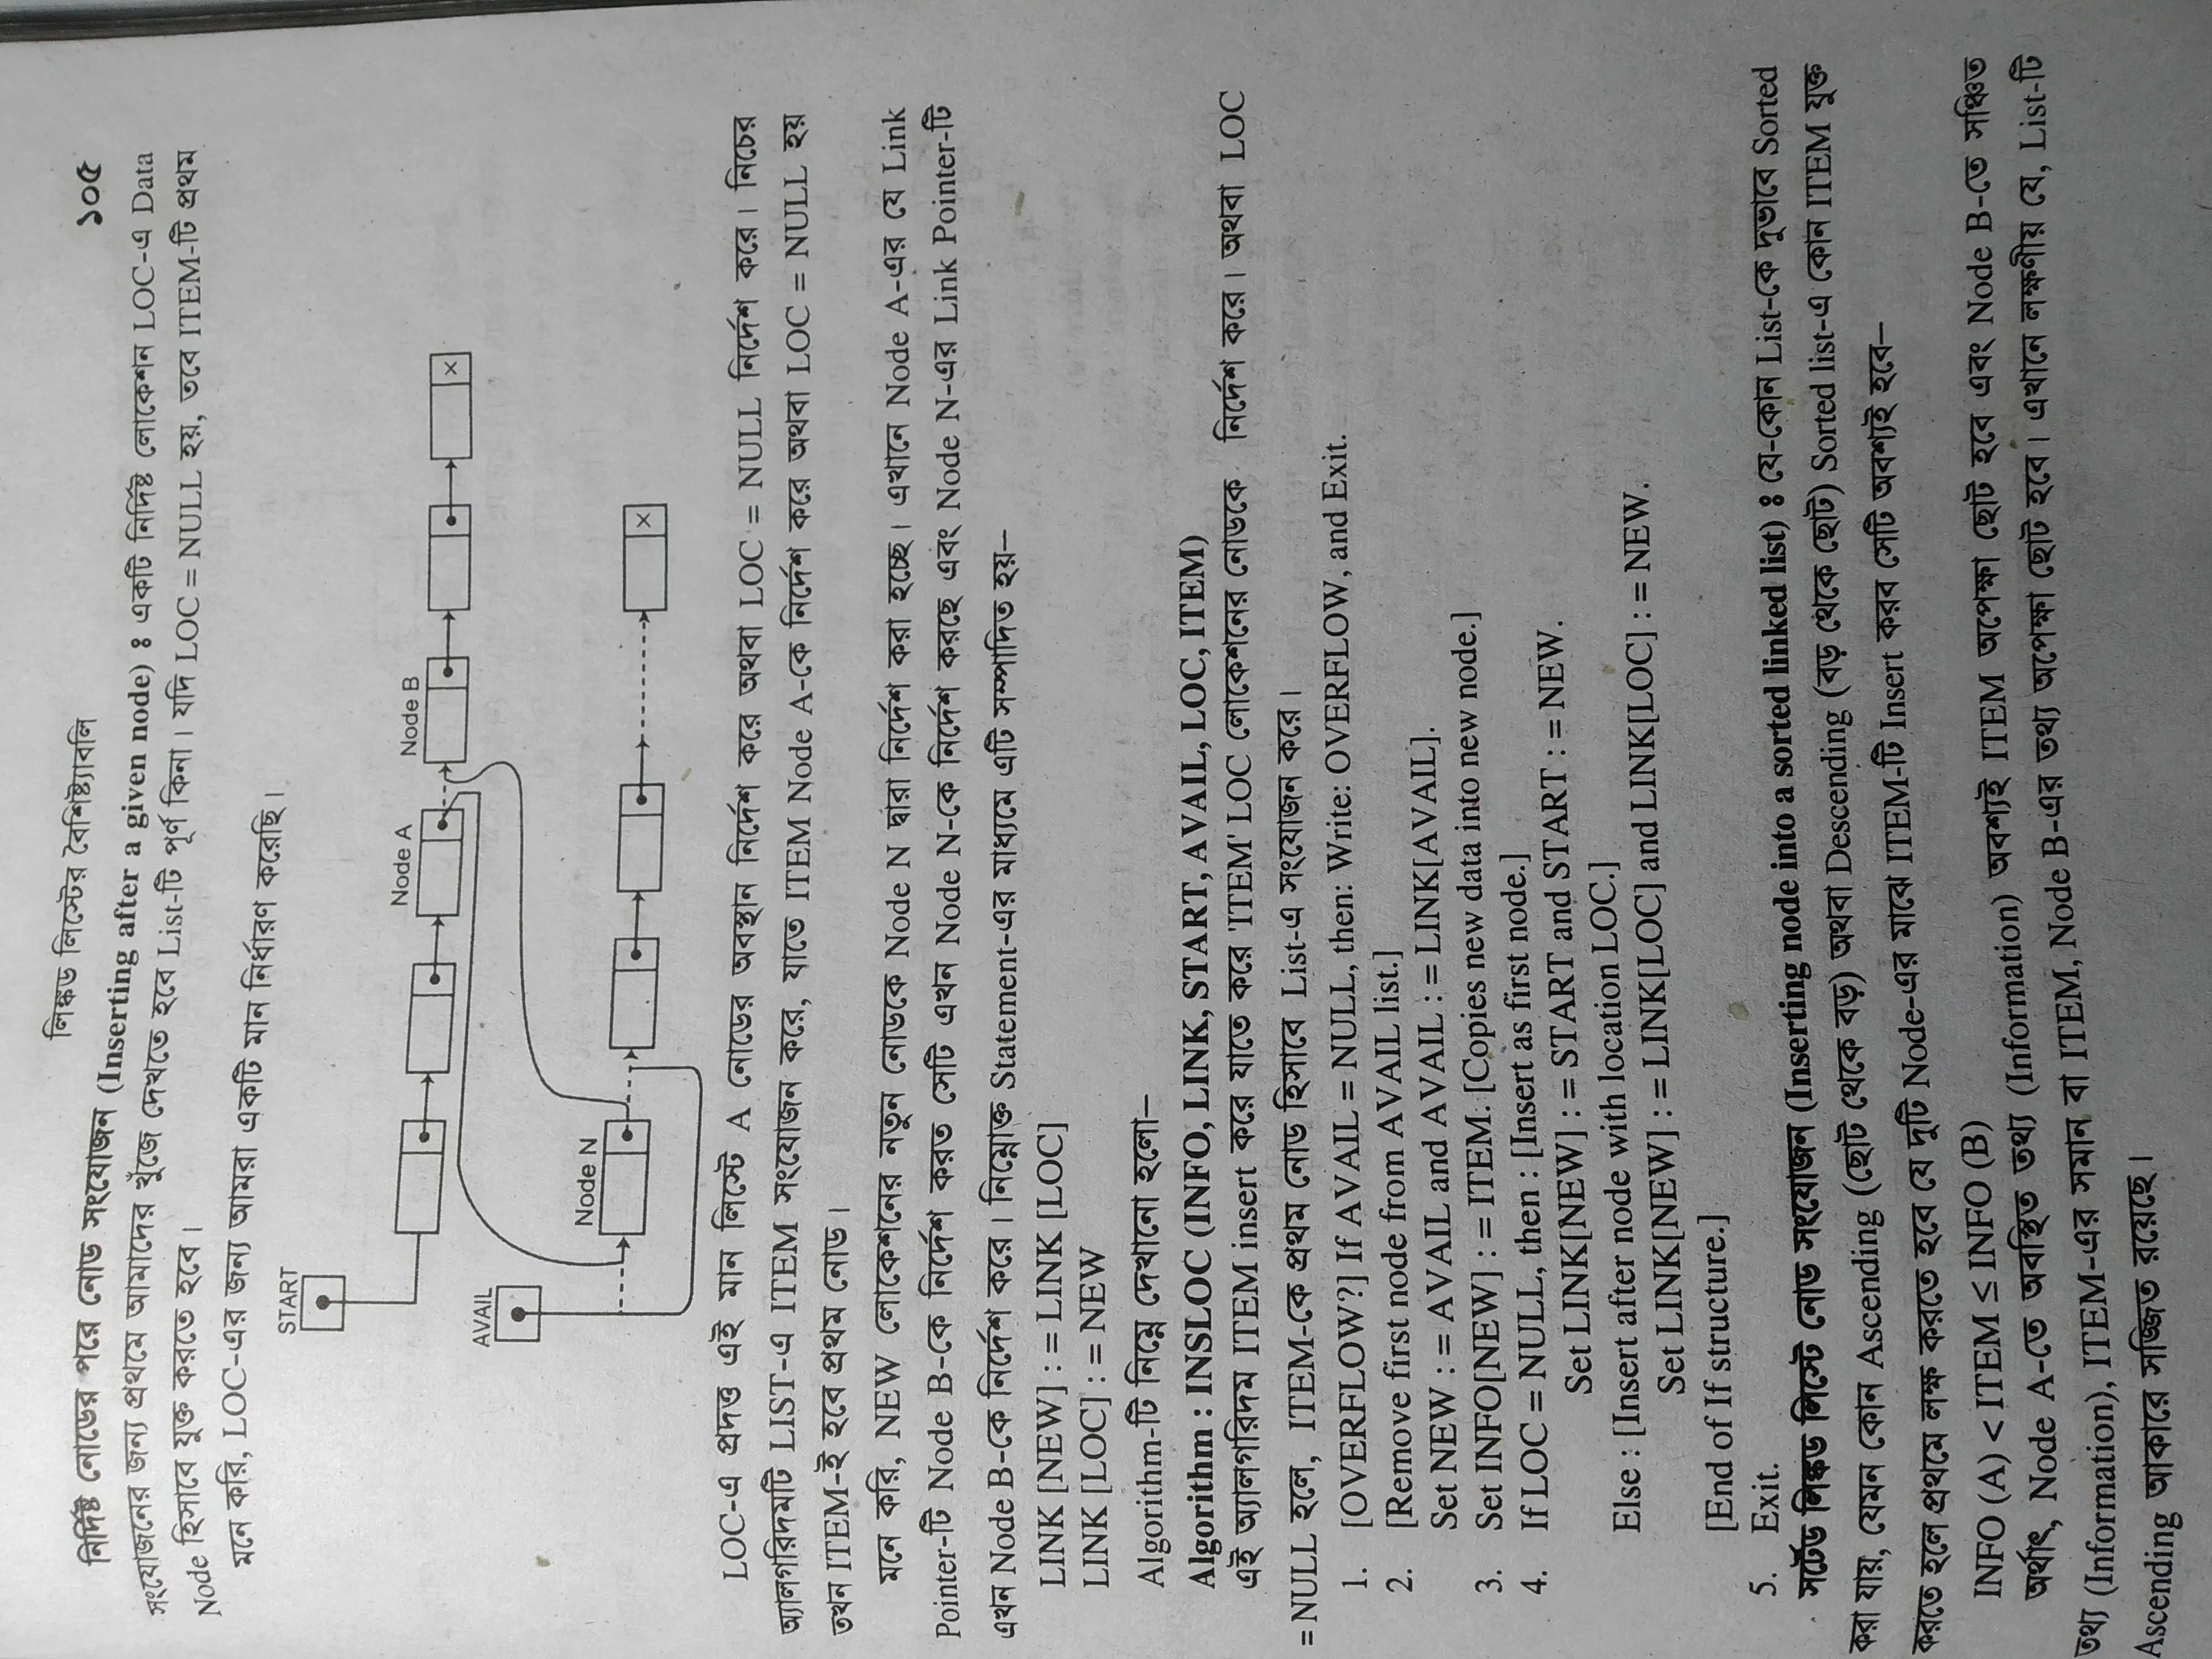 লিঙ্কড লিস্টের বৈশিষ্ট্যাবলি
১০৫
নির্দিষ্ট নোডের পরে নোড সংযোজন (Inserting after a given node) ঃ একটি নির্দিষ্ট লোকেশন LOC-এ Data
সংযোজনের জন্য প্রথমে আমাদের খুঁজে দেখতে হবে List-টি পূর্ণ কিনা। যদি LOC = NULL হয়, তবে ITEM-টি প্রথম
Node হিসাবে যুক্ত করতে হবে।
মনে করি, LOC-এর জন্য আমরা একটি মান নির্ধারণ করেছি।
START
Node A
Node B
×
AVAIL
Node N
×
LOC-এ প্রদত্ত এই মান লিস্টে A নোডের অবস্থান নির্দেশ করে অথবা LOC = NULL নির্দেশ করে। নিচের
অ্যালগরিদমটি LIST-এ ITEM সংযোজন করে, যাতে ITEM Node A-কে নির্দেশ করে অথবা LOC = NULL হয়
তখন ITEM-ই হবে প্রথম নোড।
মনে করি, NEW লোকেশনের নতুন নোডকে Node N দ্বারা নির্দেশ করা হচ্ছে। এখানে Node A-এর যে Link
Pointer-টি Node B-কে নির্দেশ করত সেটি এখন Node N-কে নির্দেশ করছে এবং Node N-এর Link Pointer-টি
এখন Node B-কে নির্দেশ করে। নিম্নোক্ত Statement-এর মাধ্যমে এটি সম্পাদিত হয়–
LINK [NEW] : = LINK [LOC]
LINK [LOC] : = NEW
Algorithm-টি নিম্নে দেখানো হলো–
Algorithm : INSLOC (INFO, LINK, START, AVAIL, LOC, ITEM)
এই অ্যালগরিদম ITEM insert করে যাতে করে 'ITEM' LOC লোকেশনের নোডকে নির্দেশ করে। অথবা LOC
= NULL হলে, ITEM-কে প্রথম নোড হিসাবে List-এ সংযোজন করে।
1. [OVERFLOW?] If AVAIL = NULL, then: Write: OVERFLOW, and Exit.
2. [Remove first node from AVAIL list.]
Set NEW : = AVAIL and AVAIL : = LINK[AVAIL].
3. Set INFO[NEW] : = ITEM. [Copies new data into new node.]
4. If LOC = NULL, then : [Insert as first node.]
Set LINK[NEW] : = START and START : = NEW.
Else : [Insert after node with location LOC.]
Set LINK[NEW] : = LINK[LOC] and LINK[LOC] : = NEW.
[End of If structure.]
5. Exit.
সর্টেড লিঙ্কড লিস্টে নোড সংযোজন (Inserting node into a sorted linked list) ঃ যে-কোন List-কে দুভাবে Sorted
করা যায়, যেমন কোন Ascending (ছোট থেকে বড়) অথবা Descending (বড় থেকে ছোট) Sorted list-এ কোন ITEM যুক্ত
করতে হলে প্রথমে লক্ষ করতে হবে যে দুটি Node-এর মাঝে ITEM-টি Insert করব সেটি অবশ্যই হবে–
INFO (A) < ITEM ≤ INFO (B)
অর্থাৎ, Node A-তে অবস্থিত তথ্য (Information) অবশ্যই ITEM অপেক্ষা ছোট হবে এবং Node B-তে সঞ্চিত
তথ্য (Information), ITEM-এর সমান বা ITEM, Node B-এর তথ্য অপেক্ষা ছোট হবে। এখানে লক্ষণীয় যে, List-টি
Ascending আকারে সজ্জিত রয়েছে।